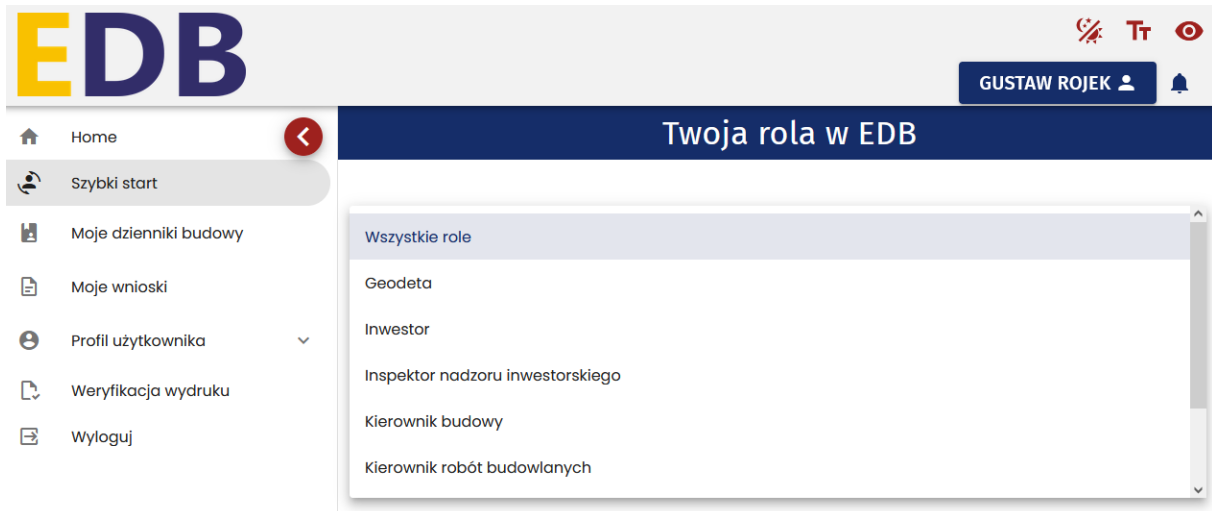 EDB
Tт
GUSTAW ROJEK
Home
Twoja rola w EDB
Szybki start
Moje dzienniki budowy
Wszystkie role
Moje wnioski
Geodeta
Profil użytkownika
Inwestor
Weryfikacja wydruku
Inspektor nadzoru inwestorskiego
Wyloguj
Kierownik budowy
Kierownik robót budowlanych